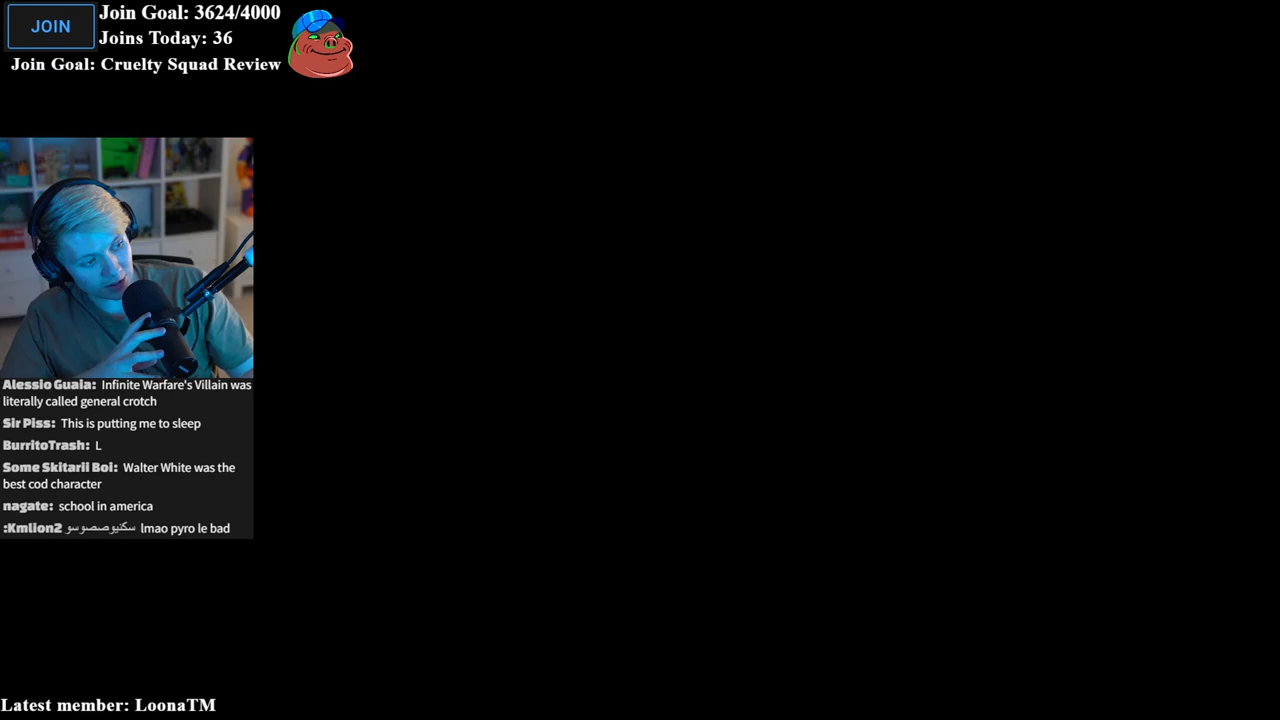 JOIN
Join Goal: 3624/4000
Joins Today: 36
Join Goal: Cruelty Squad Review
Alessio Guaia: Infinite Warfare's Villain was
literally called general crotch
Sir Piss: This is putting me to sleep
BurritoTrash: L
Some Skitarii Boi: Walter White was the
best cod character
nagate: school in america
:Kmlion2 سكنيوصصوسو lmao pyro le bad
Latest member: LoonaTM